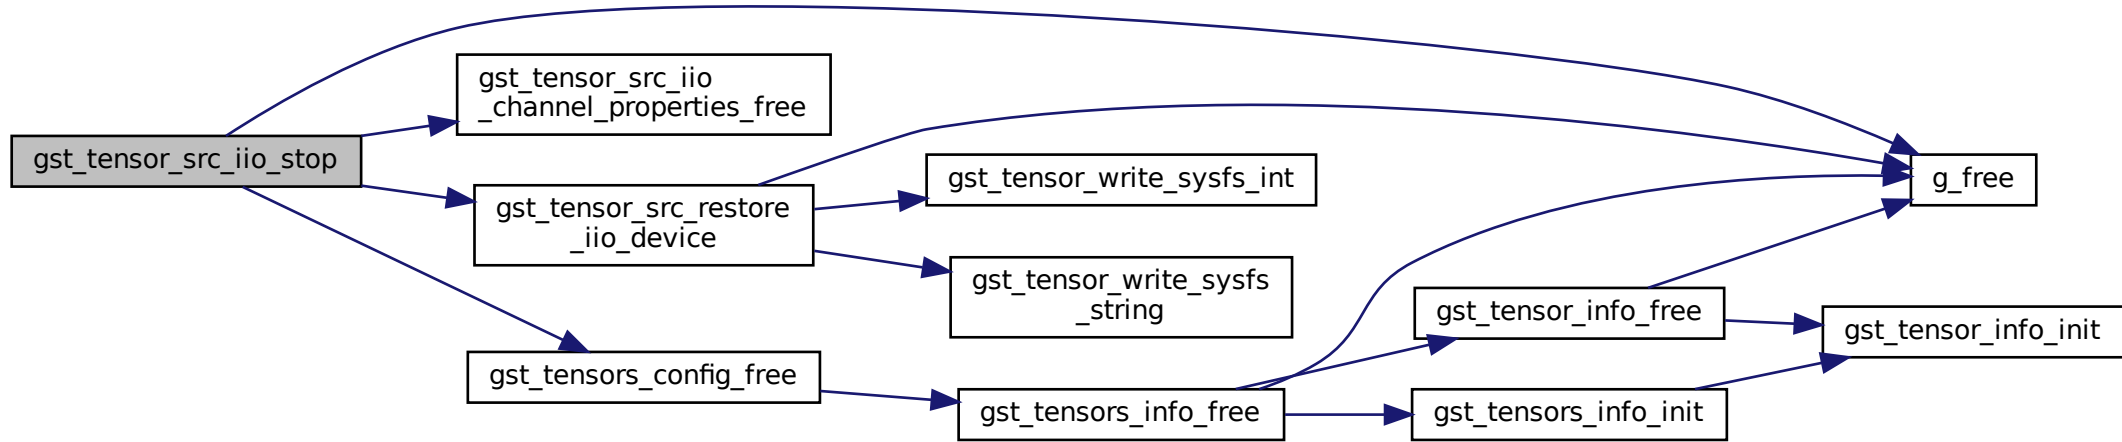 gst_tensor_src_iio_stop
gst_tensor_src_iio
_channel_properties_free
gst_tensor_src_restore
_iio_device
gst_tensors_config_free
gst_tensor_write_sysfs_int
gst_tensor_write_sysfs
_string
gst_tensors_info_free
gst_tensor_info_free
gst_tensors_info_init
g_free
gst_tensor_info_init